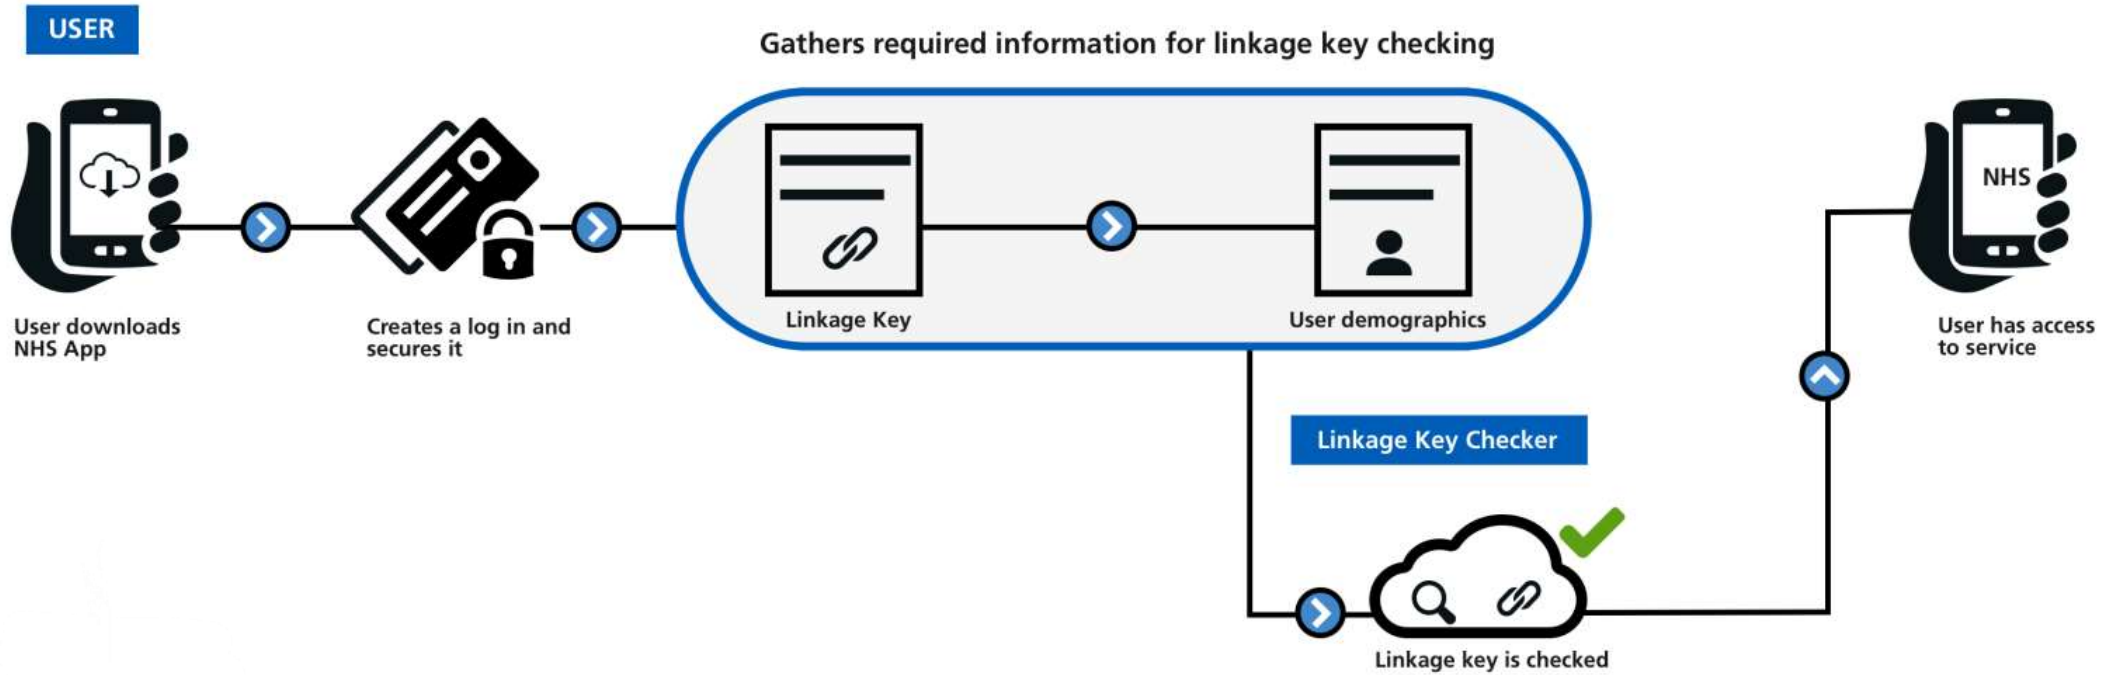 USER
Gathers required information for linkage key checking
NHS
User downloads
NHS App
Creates a log in and
secures it
Linkage Key
User demographics
User has access
to service
Linkage Key Checker
Linkage key is checked